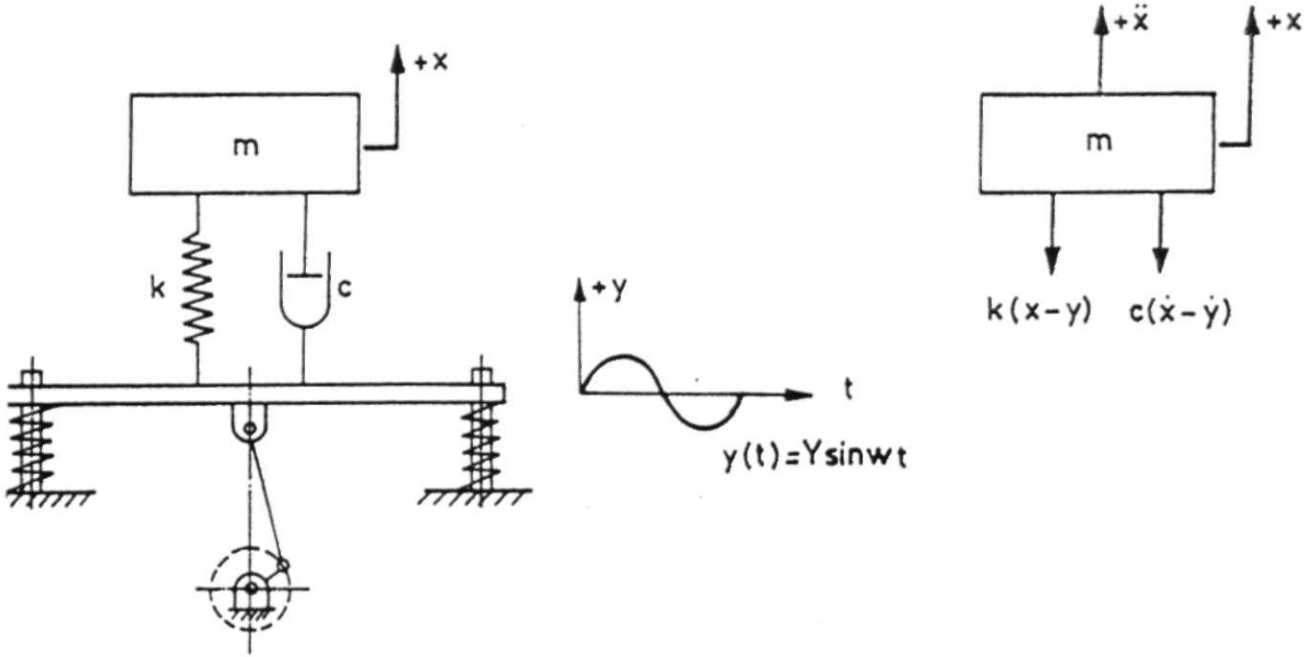 +x
m
k
c
+y
t
y(t)=Ysinwt
+ẍ
+x
m
k(x-y) c(ẋ-ẏ)